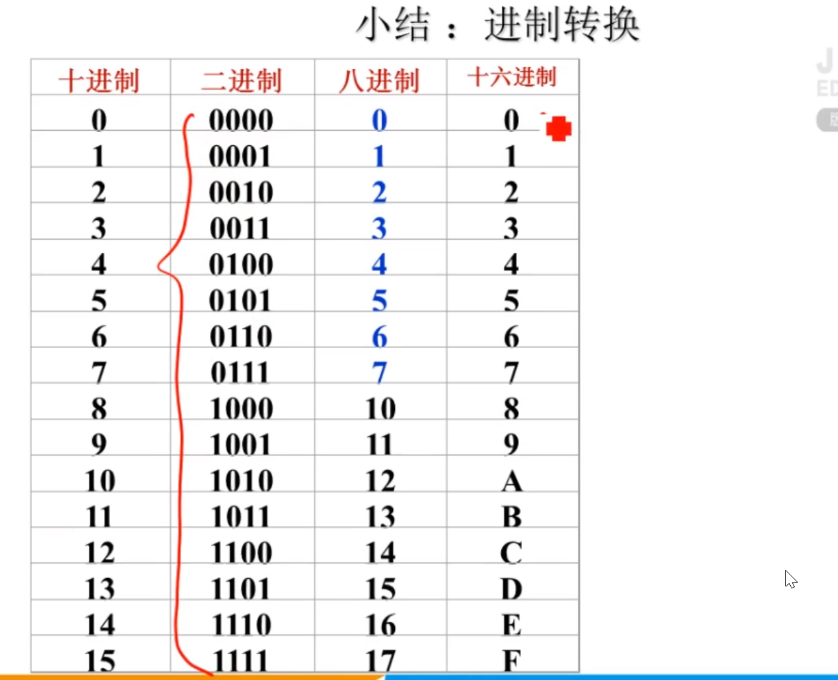 小结：进制转换
十进制 二进制 八进制 十六进制
0 0000 0 0
1 0001 1 1
2 0010 2 2
3 0011 3 3
4 0100 4 4
5 0101 5 5
6 0110 6 6
7 0111 7 7
8 1000 10 8
9 1001 11 9
10 1010 12 A
11 1011 13 B
12 1100 14 C
13 1101 15 D
14 1110 16 E
15 1111 17 F